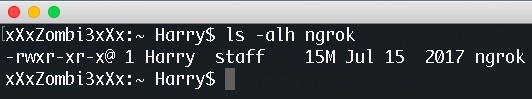 [xXxZombi3xXx:~ Harry$ ls -alh ngrok
-rwxr-xr-x@ 1 Harry  staff    15M Jul 15  2017 ngrok
xXxZombi3xXx:~ Harry$